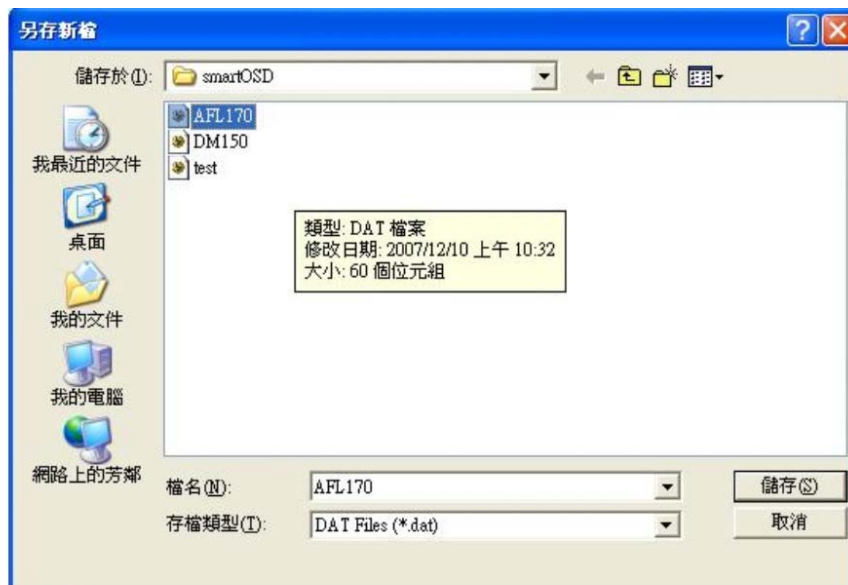 另存新檔
儲存於(I):
smartOSD
AFL170
DM150
test
類型: DAT 檔案
修改日期: 2007/12/10 上午 10:32
大小: 60 個位元組
我最近的文件
桌面
我的文件
我的電腦
網路上的芳鄰
檔名(N):
AFL170
儲存(S)
存檔類型(T):
DAT Files (*.dat)
取消